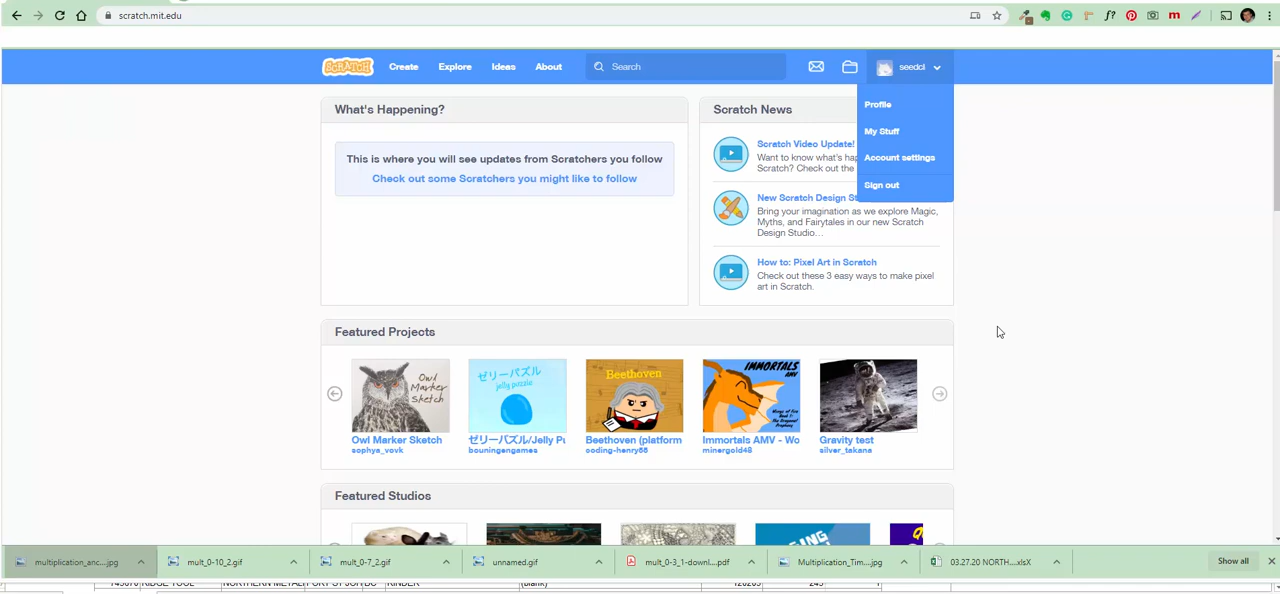 scratch.mit.edu
SCRATCH
Create
Explore
Ideas
About
Search
seedcl
Profile
My Stuff
Account settings
Sign out
What's Happening?
This is where you will see updates from Scratchers you follow
Check out some Scratchers you might like to follow
Scratch News
Scratch Video Update!
Want to know what's hap
Scratch? Check out the
New Scratch Design St
Bring your imagination as we explore Magic,
Myths, and Fairytales in our new Scratch
Design Studio…
How to: Pixel Art in Scratch
Check out these 3 easy ways to make pixel
art in Scratch.
Featured Projects
Owl
Marker
Sketch
ゼリーパズル
jelly puzzle
Beethoven
IMMORTALS
AMV
Owl Marker Sketch
sophya_vovk
ゼリーパズル/Jelly Pu
bouningengames
Beethoven (platform
coding-henry66
Immortals AMV - Wo
minergold48
Gravity test
silver_takana
Featured Studios
multiplication_anc....jpg
mult_0-10_2.gif
mult_0-7_2.gif
unnamed.gif
mult_0-3_1-downl....pdf
Multiplication_Tim....jpg
03.27.20 NORTH....xlsX
Show all
KINDER
(blank)